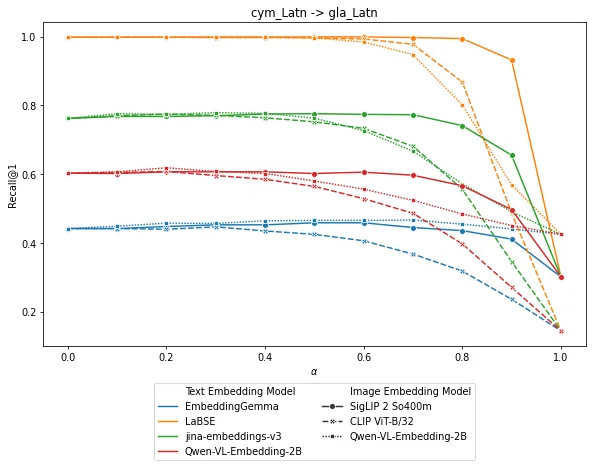 cym_Latn -> gla_Latn
Recall@1
1.0
0.8
0.6
0.4
0.2
0.0 0.2 0.4 0.6 0.8 1.0
α
Text Embedding Model Image Embedding Model
EmbeddingGemma SigLIP 2 So400m
LaBSE CLIP ViT-B/32
jina-embeddings-v3 Qwen-VL-Embedding-2B
Qwen-VL-Embedding-2B